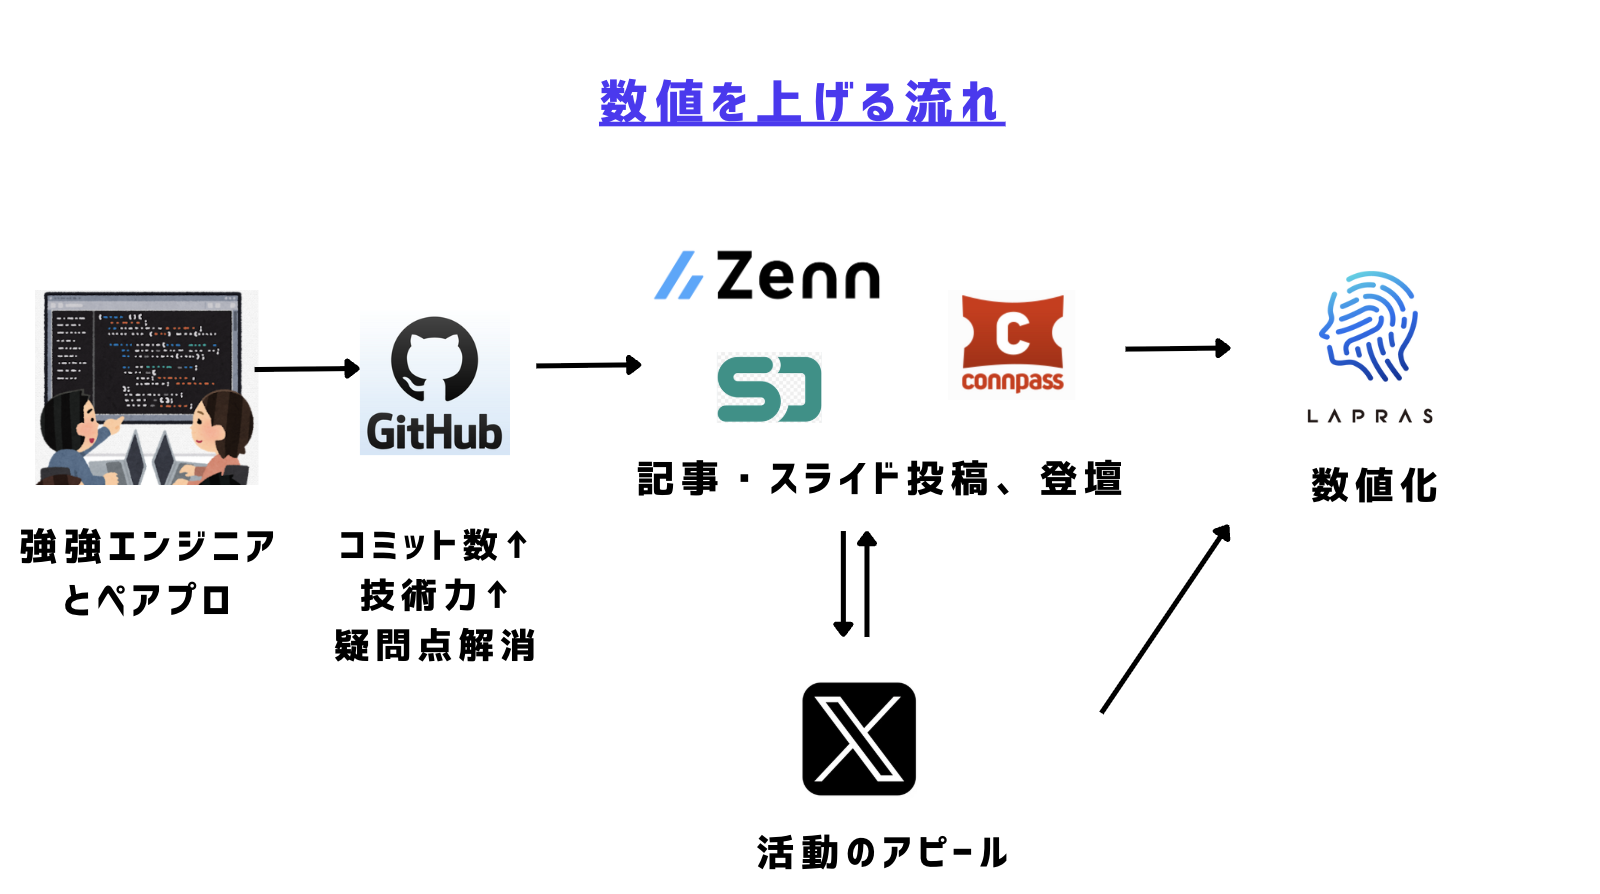 数値を上げる流れ
Zenn
connpass
GitHub
LAPRAS
記事・スライド投稿、登壇
数値化
強強エンジニア
とペアプロ
コミット数↑
技術力↑
疑問点解消
活動のアピール